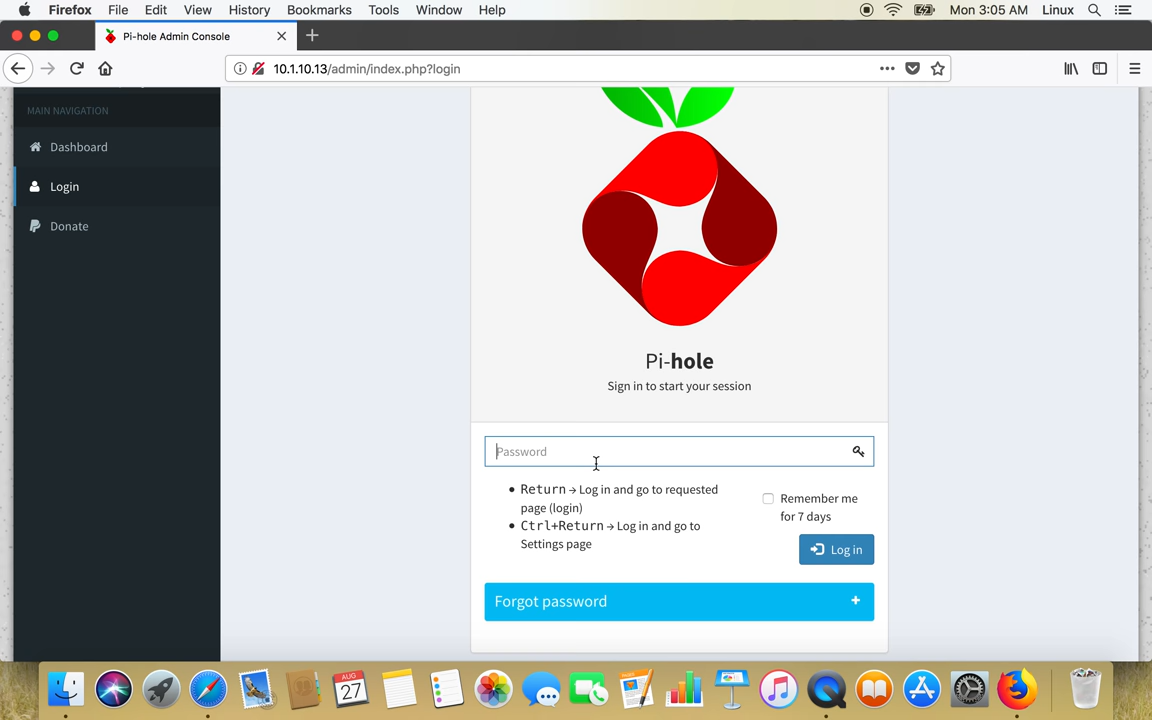 Firefox File Edit View History Bookmarks Tools Window Help Mon 3:05 AM Linux
Pi-hole Admin Console
10.1.10.13/admin/index.php?login
MAIN NAVIGATION
Dashboard
Login
Donate
Pi-hole
Sign in to start your session
Password
Return → Log in and go to requested
page (login)
Ctrl+Return → Log in and go to
Settings page
Remember me
for 7 days
Log in
Forgot password
AUG
27